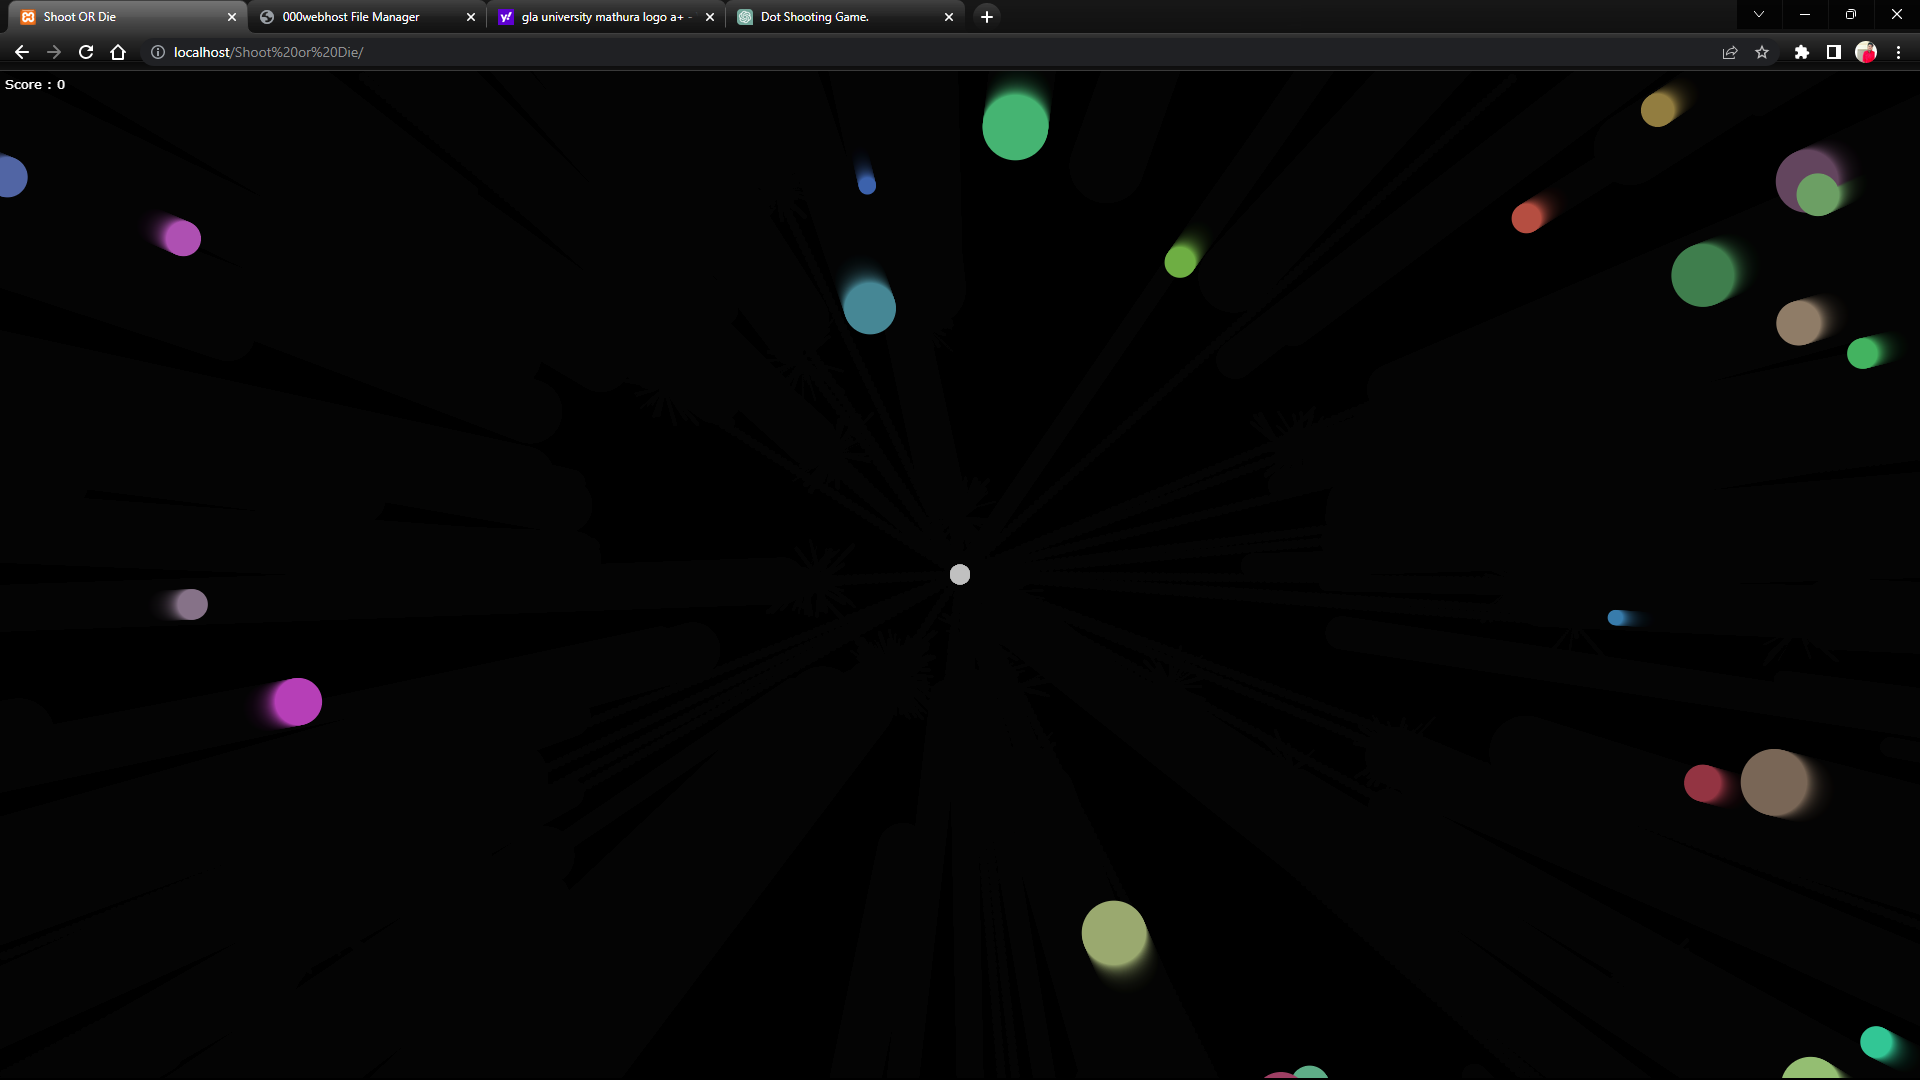 Shoot OR Die
000webhost File Manager
gla university mathura logo a+ -
Dot Shooting Game.
localhost/Shoot%20or%20Die/
Score : 0